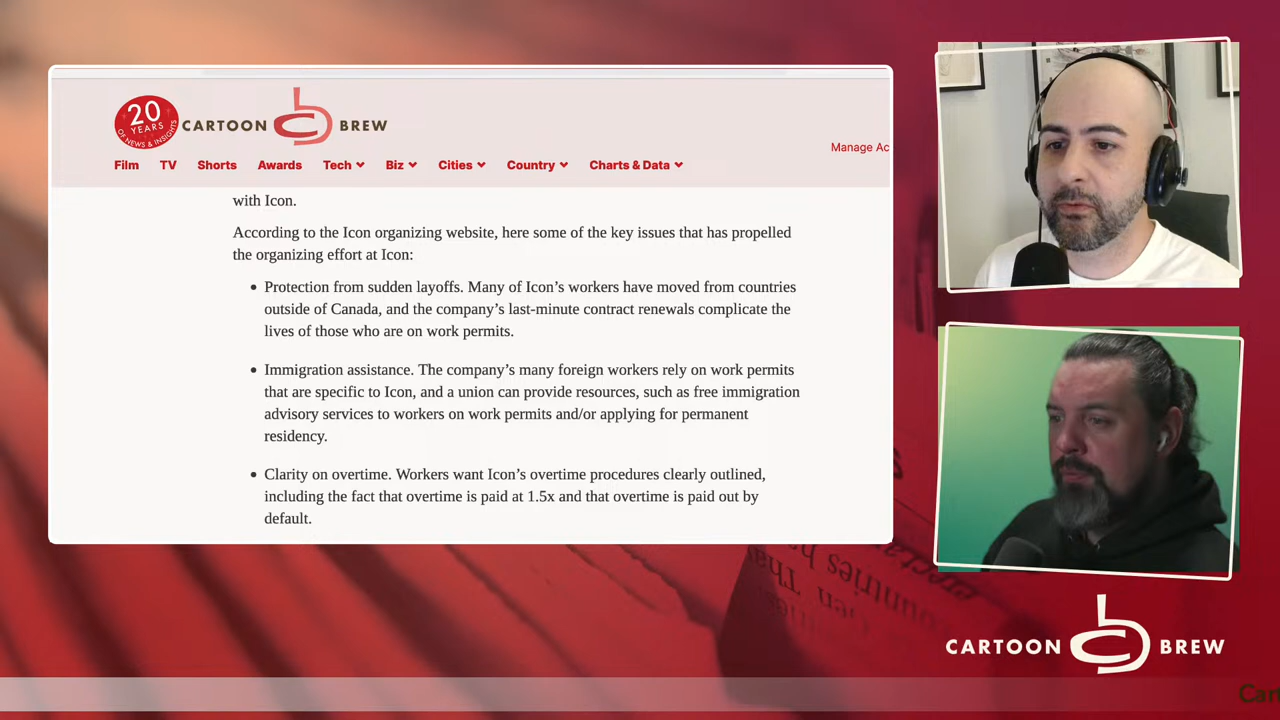 20
YEARS
OF NEWS & INSIGHTS
CARTOON BREW
Manage Ac
Film TV Shorts Awards Tech Biz Cities Country Charts & Data
with Icon.
According to the Icon organizing website, here some of the key issues that has propelled
the organizing effort at Icon:
• Protection from sudden layoffs. Many of Icon’s workers have moved from countries
outside of Canada, and the company’s last-minute contract renewals complicate the
lives of those who are on work permits.
• Immigration assistance. The company’s many foreign workers rely on work permits
that are specific to Icon, and a union can provide resources, such as free immigration
advisory services to workers on work permits and/or applying for permanent
residency.
• Clarity on overtime. Workers want Icon’s overtime procedures clearly outlined,
including the fact that overtime is paid at 1.5x and that overtime is paid out by
default.
CARTOON BREW